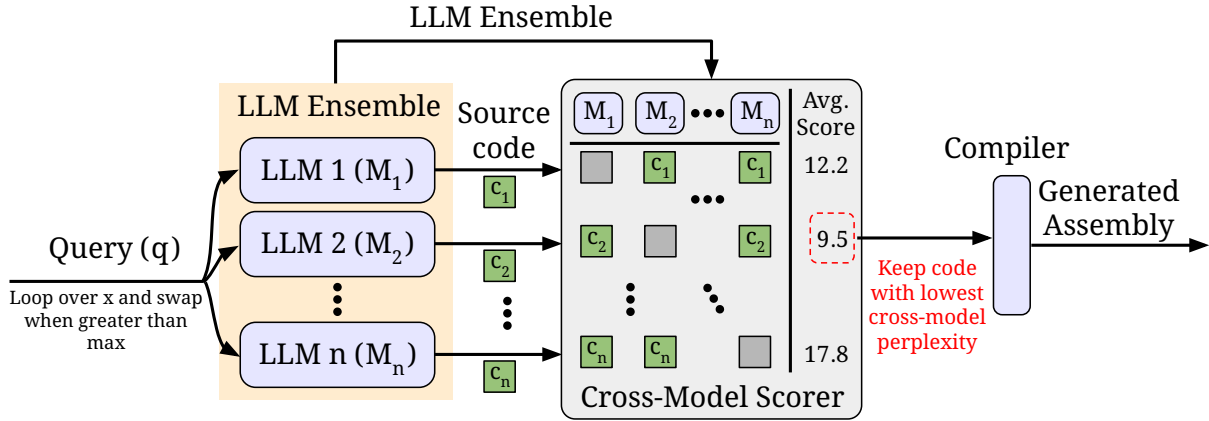 LLM Ensemble
LLM Ensemble
Source
code
M1
M2
Mn
Avg.
Score
LLM 1 (M1)
c1
c1
c1
12.2
Compiler
Generated
Assembly
Query (q)
Loop over x and swap
when greater than
max
LLM 2 (M2)
c2
c2
c2
9.5
Keep code
with lowest
cross-model
perplexity
LLM n (Mn)
cn
cn
cn
17.8
Cross-Model Scorer